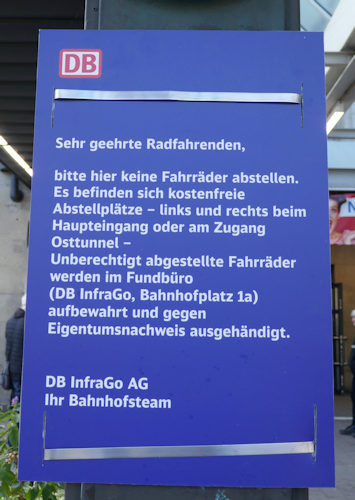 DB
Sehr geehrte Radfahrenden,
bitte hier keine Fahrräder abstellen.
Es befinden sich kostenfreie
Abstellplätze – links und rechts beim
Haupteingang oder am Zugang
Osttunnel –
Unberechtigt abgestellte Fahrräder
werden im Fundbüro
(DB InfraGo, Bahnhofplatz 1a)
aufbewahrt und gegen
Eigentumsnachweis ausgehändigt.
DB InfraGo AG
Ihr Bahnhofsteam